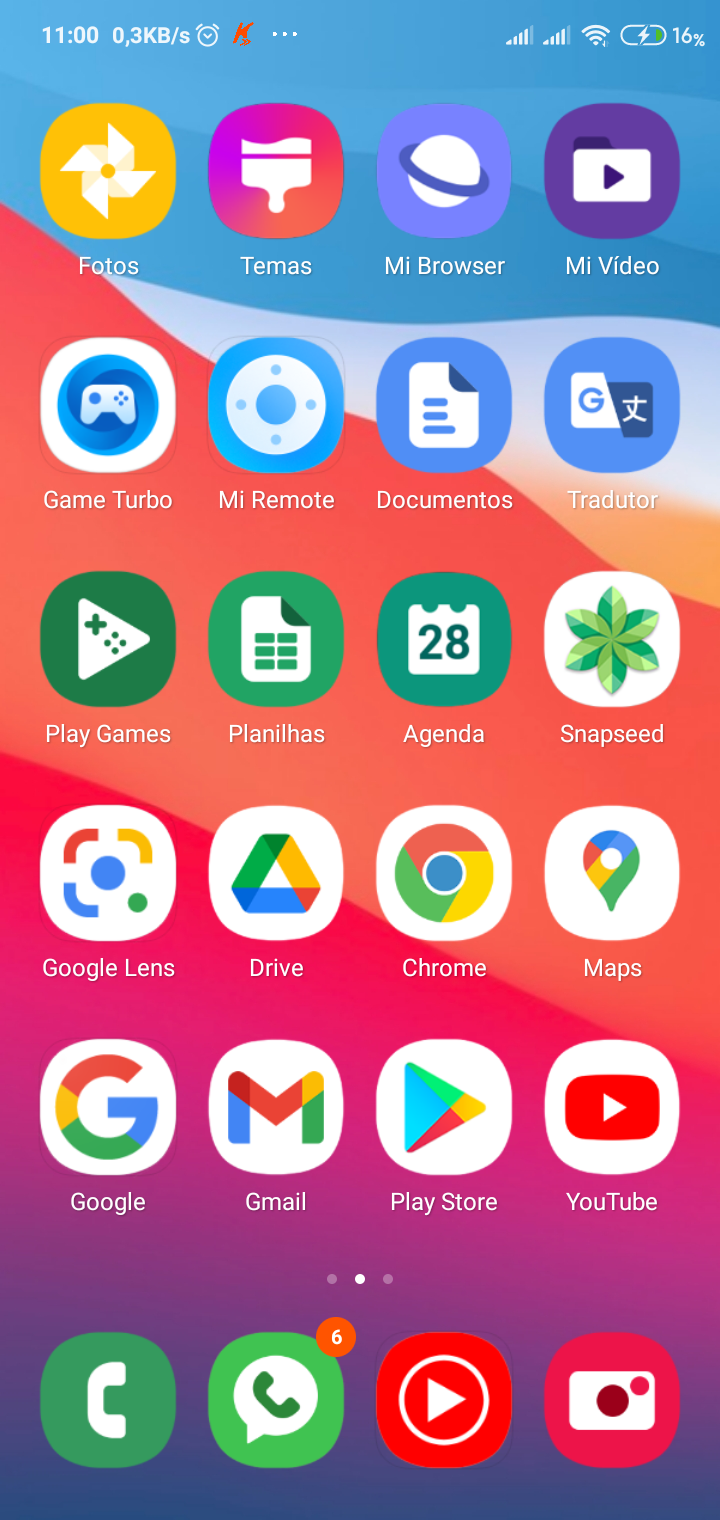 11:00 0,3KB/s 16%
Fotos Temas Mi Browser Mi Vídeo
G 文
Game Turbo Mi Remote Documentos Tradutor
28
Play Games Planilhas Agenda Snapseed
Google Lens Drive Chrome Maps
Google Gmail Play Store YouTube
6